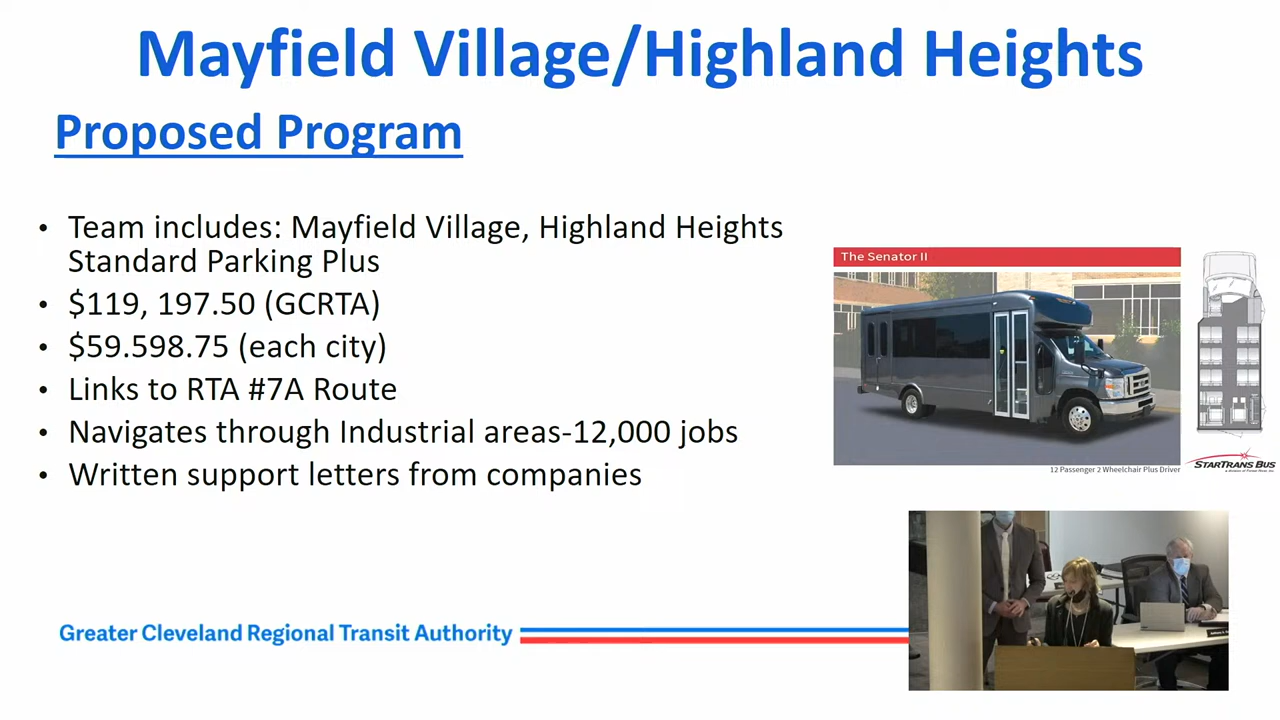 Mayfield Village/Highland Heights
Proposed Program
• Team includes: Mayfield Village, Highland Heights
Standard Parking Plus
• $119, 197.50 (GCRTA)
• $59.598.75 (each city)
• Links to RTA #7A Route
• Navigates through Industrial areas-12,000 jobs
• Written support letters from companies
The Senator II
12 Passenger 2 Wheelchair Plus Driver
StarTrans Bus
Greater Cleveland Regional Transit Authority